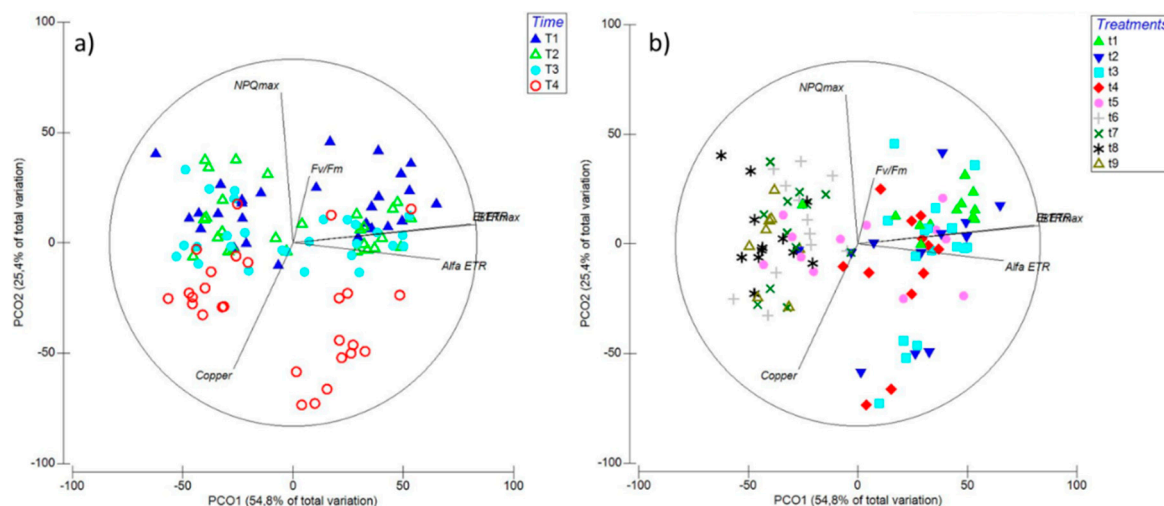 a)
Time
T1
T2
T3
T4
100
50
0
-50
-100
PCO2 (25,4% of total variation)
NPQmax
Fv/Fm
Alfa ETR
Copper
-100
-50
0
50
100
PCO1 (54,8% of total variation)
b)
Treatments
t1
t2
t3
t4
t5
t6
t7
t8
t9
100
50
0
-50
-100
PCO2 (25,4% of total variation)
NPQmax
Fv/Fm
Alfa ETR
Copper
-100
-50
0
50
100
PCO1 (54,8% of total variation)